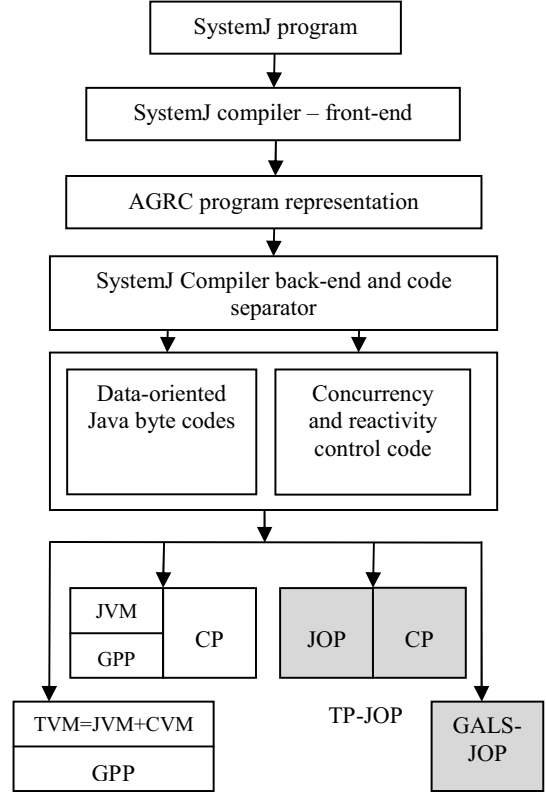 SystemJ program
SystemJ compiler – front-end
AGRC program representation
SystemJ Compiler back-end and code
separator
Data-oriented
Java byte codes
Concurrency
and reactivity
control code
JVM
GPP
CP
JOP
CP
TP-JOP
TVM=JVM+CVM
GPP
GALS-
JOP